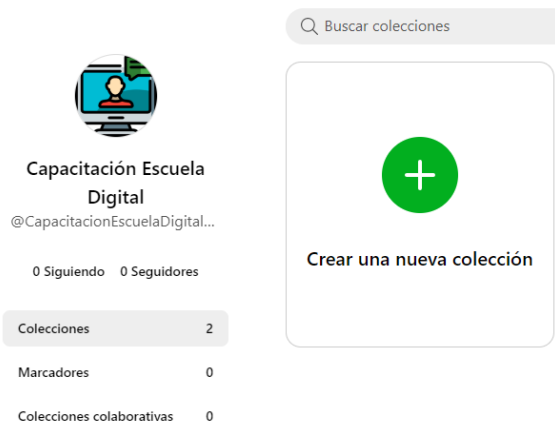 Buscar colecciones
Capacitación Escuela
Digital
@CapacitacionEscuelaDigital...
0 Siguiendo 0 Seguidores
Crear una nueva colección
Colecciones 2
Marcadores 0
Colecciones colaborativas 0